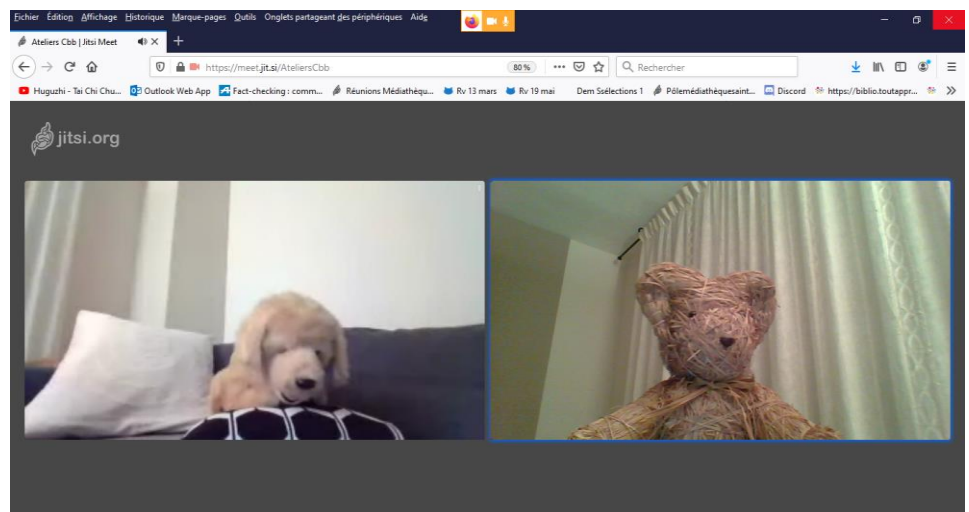 Fichier Édition Affichage Historique Marque-pages Outils Onglets partageant des périphériques Aide
Ateliers Cbb | Jitsi Meet
https://meet.jit.si/AteliersCbb 80 % Rechercher
Huguzhi - Tai Chi Chu... Outlook Web App Fact-checking : comm... Réunions Médiathèqu... Rv 13 mars Rv 19 mai Dem Ssélections 1 Pôlemédiathèquesaint... Discord https://biblio.toutappr...
jitsi.org